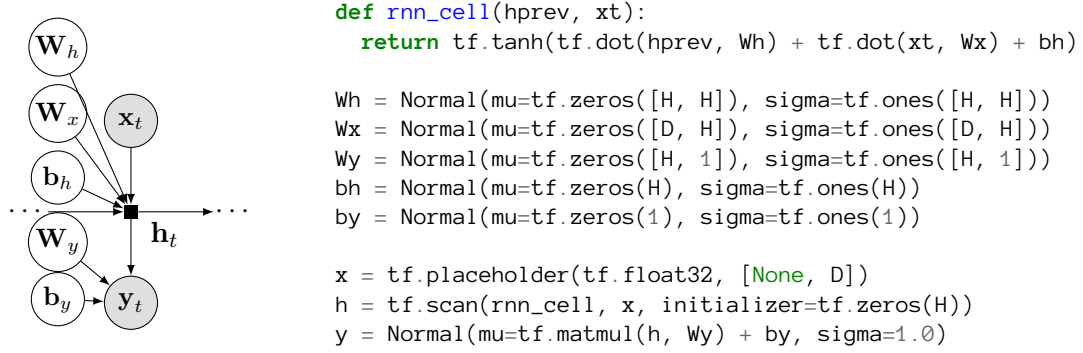 W_h
W_x
x_t
b_h
··· ···
h_t
W_y
b_y
y_t
def rnn_cell(hprev, xt):
  return tf.tanh(tf.dot(hprev, Wh) + tf.dot(xt, Wx) + bh)
Wh = Normal(mu=tf.zeros([H, H]), sigma=tf.ones([H, H]))
Wx = Normal(mu=tf.zeros([D, H]), sigma=tf.ones([D, H]))
Wy = Normal(mu=tf.zeros([H, 1]), sigma=tf.ones([H, 1]))
bh = Normal(mu=tf.zeros(H), sigma=tf.ones(H))
by = Normal(mu=tf.zeros(1), sigma=tf.ones(1))
x = tf.placeholder(tf.float32, [None, D])
h = tf.scan(rnn_cell, x, initializer=tf.zeros(H))
y = Normal(mu=tf.matmul(h, Wy) + by, sigma=1.0)